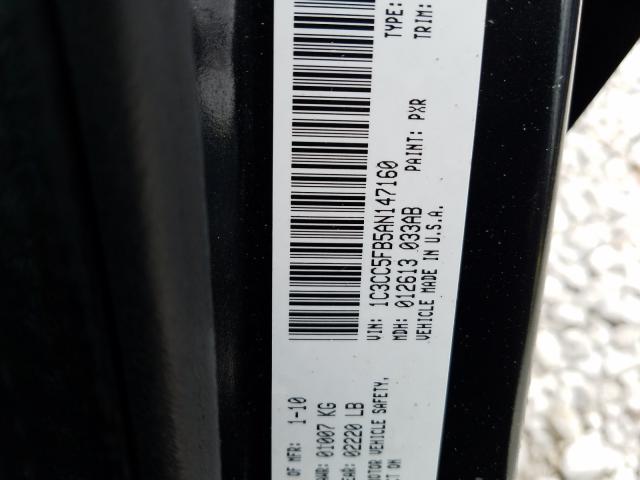 OF MFR: 1-10
01007 KG
02220 LB
MOTOR VEHICLE SAFETY,
VIN: 1C3CC5FB5AN147160
TYPE:
MDH: 012613 033AB
PAINT: PXR
TRIM:
VEHICLE MADE IN U.S.A.